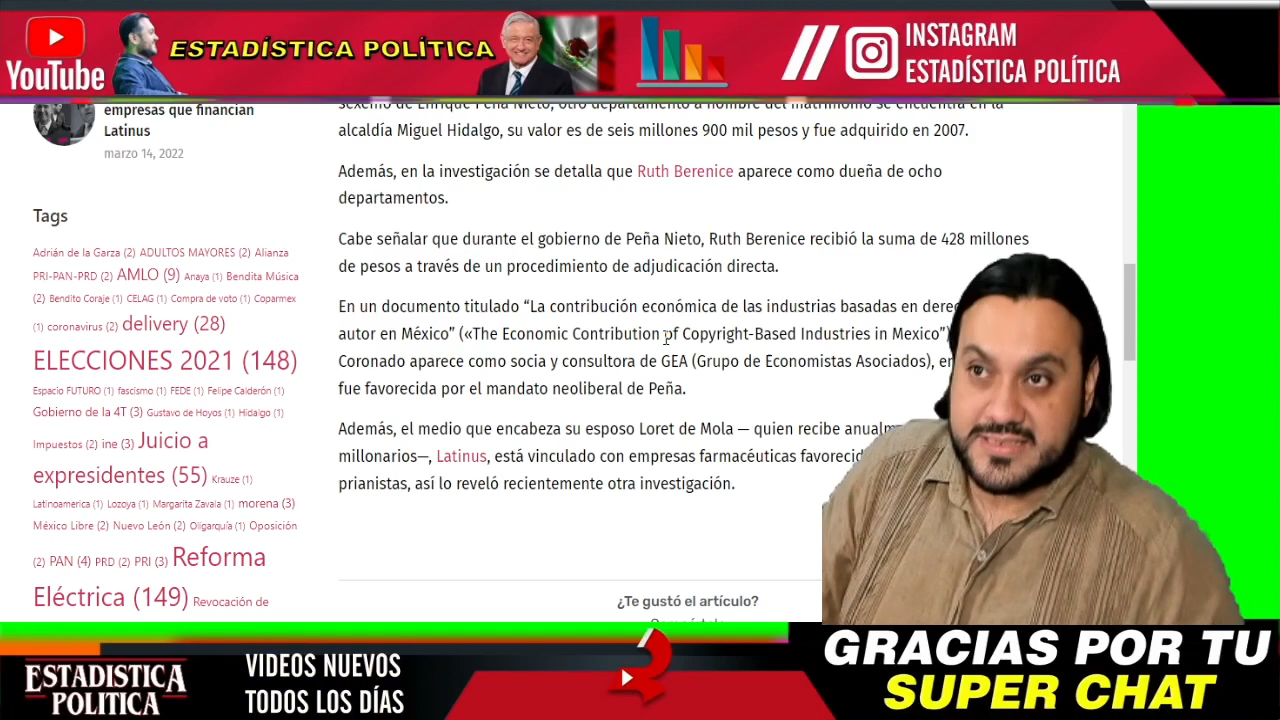 YouTube
ESTADÍSTICA POLÍTICA
INSTAGRAM
ESTADÍSTICA POLÍTICA
empresas que financian
Latinus
marzo 14, 2022
Tags
Adrián de la Garza (2) ADULTOS MAYORES (2) Alianza
PRI-PAN-PRD (2) AMLO (9) Anaya (1) Bendita Música
(2) Bendito Coraje (1) CELAG (1) Compra de voto (1) Coparmex
(1) coronavirus (2) delivery (28)
ELECCIONES 2021 (148)
Espacio FUTURO (1) fascismo (1) FEDE (1) Felipe Calderón (1)
Gobierno de la 4T (3) Gustavo de Hoyos (1) Hidalgo (1)
Impuestos (2) ine (3) Juicio a
expresidentes (55) Krauze (1)
Latinoamerica (1) Lozoya (1) Margarita Zavala (1) morena (3)
México Libre (2) Nuevo León (2) Oligarquía (1) Oposición
(2) PAN (4) PRD (2) PRI (3) Reforma
Eléctrica (149) Revocación de
sexenio de Enrique Peña Nieto, otro departamento a nombre del matrimonio se encuentra en la
alcaldía Miguel Hidalgo, su valor es de seis millones 900 mil pesos y fue adquirido en 2007.
Además, en la investigación se detalla que Ruth Berenice aparece como dueña de ocho
departamentos.
Cabe señalar que durante el gobierno de Peña Nieto, Ruth Berenice recibió la suma de 428 millones
de pesos a través de un procedimiento de adjudicación directa.
En un documento titulado “La contribución económica de las industrias basadas en
autor en México” («The Economic Contribution of Copyright-Based Industries in Mexico”)
Coronado aparece como socia y consultora de GEA (Grupo de Economistas Asociados),
fue favorecida por el mandato neoliberal de Peña.
Además, el medio que encabeza su esposo Loret de Mola — quien recibe
millonarios—, Latinus, está vinculado con empresas farmacéuticas
prianistas, así lo reveló recientemente otra investigación.
¿Te gustó el artículo?
ESTADISTICA
POLITICA
VIDEOS NUEVOS
TODOS LOS DÍAS
GRACIAS POR TU
SUPER CHAT